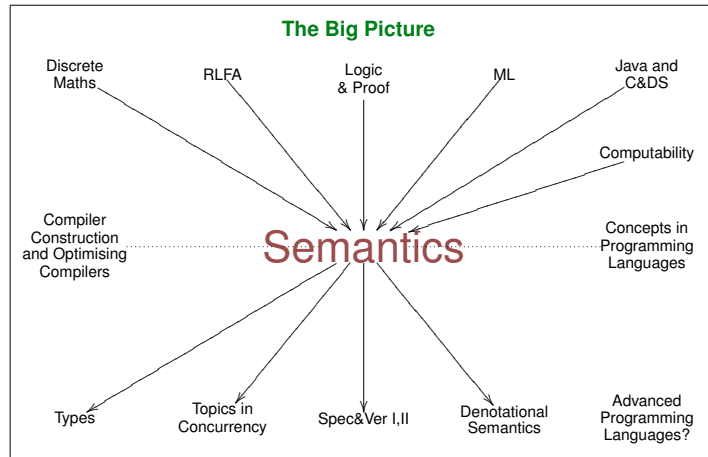 The Big Picture
Discrete
Maths
RLFA
Logic
& Proof
ML
Java and
C&DS
Computability
Compiler
Construction
and Optimising
Compilers
Semantics
Concepts in
Programming
Languages
Types
Topics in
Concurrency
Spec&Ver I,II
Denotational
Semantics
Advanced
Programming
Languages?